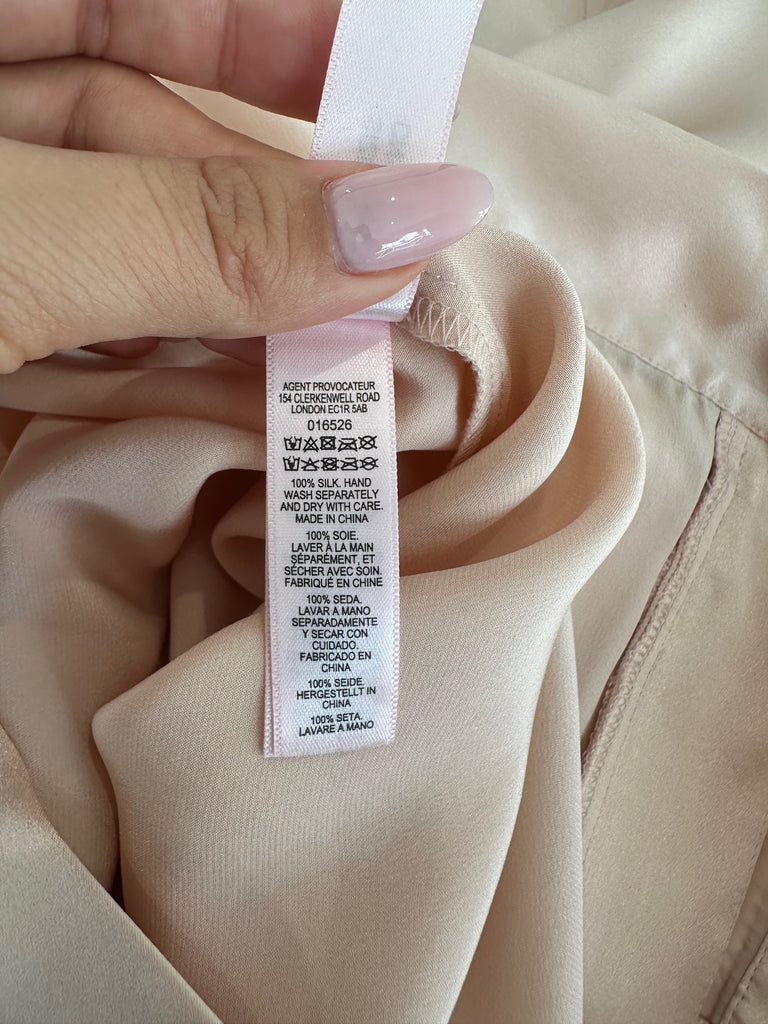 AGENT PROVOCATEUR
154 CLERKENWELL ROAD
LONDON EC1R 5AB
016526
100% SILK. HAND
WASH SEPARATELY
AND DRY WITH CARE.
MADE IN CHINA
100% SOIE.
LAVER À LA MAIN
SÉPARÉMENT, ET
SÉCHER AVEC SOIN.
FABRIQUÉ EN CHINE
100% SEDA.
LAVAR A MANO
SEPARADAMENTE
Y SECAR CON
CUIDADO.
FABRICADO EN
CHINA
100% SEIDE.
HERGESTELLT IN
CHINA
100% SETA.
LAVARE A MANO